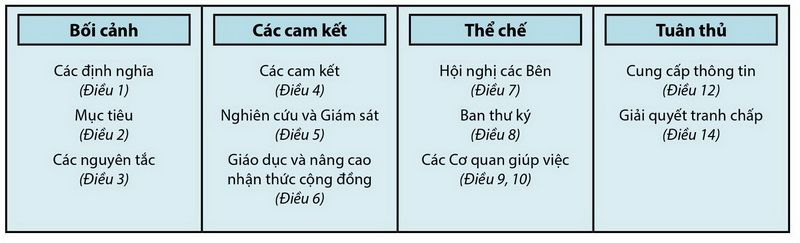 Bối cảnh
Các định nghĩa
(Điều 1)
Mục tiêu
(Điều 2)
Các nguyên tắc
(Điều 3)
Các cam kết
Các cam kết
(Điều 4)
Nghiên cứu và Giám sát
(Điều 5)
Giáo dục và nâng cao
nhận thức cộng đồng
(Điều 6)
Thể chế
Hội nghị các Bên
(Điều 7)
Ban thư ký
(Điều 8)
Các Cơ quan giúp việc
(Điều 9, 10)
Tuân thủ
Cung cấp thông tin
(Điều 12)
Giải quyết tranh chấp
(Điều 14)